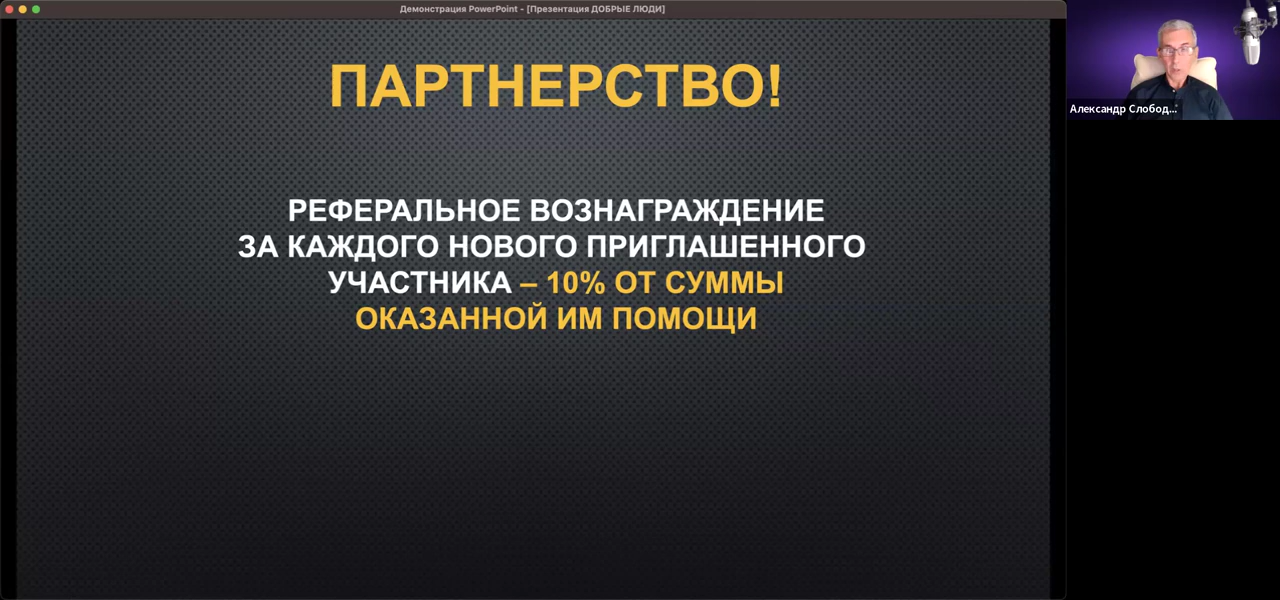 Демонстрация PowerPoint - [Презентация ДОБРЫЕ ЛЮДИ]
ПАРТНЕРСТВО!
РЕФЕРАЛЬНОЕ ВОЗНАГРАЖДЕНИЕ
ЗА КАЖДОГО НОВОГО ПРИГЛАШЕННОГО
УЧАСТНИКА – 10% ОТ СУММЫ
ОКАЗАННОЙ ИМ ПОМОЩИ
Александр Слобод...